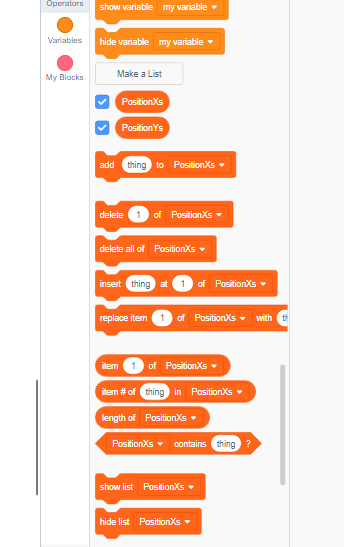 Operators
Variables
My Blocks
show variable my variable
hide variable my variable
Make a List
PositionXs
PositionYs
add thing to PositionXs
delete 1 of PositionXs
delete all of PositionXs
insert thing at 1 of PositionXs
replace item 1 of PositionXs with th
item 1 of PositionXs
item # of thing in PositionXs
length of PositionXs
PositionXs contains thing ?
show list PositionXs
hide list PositionXs